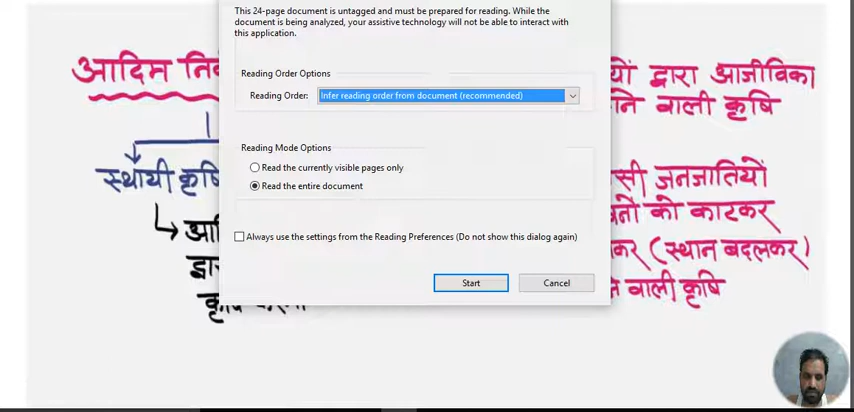 This 24-page document is untagged and must be prepared for reading. While the
document is being analyzed, your assistive technology will not be able to interact with
this application.
Reading Order Options
Reading Order: Infer reading order from document (recommended)
Reading Mode Options
Read the currently visible pages only
Read the entire document
Always use the settings from the Reading Preferences (Do not show this dialog again)
Start Cancel
आदिम
स्थायी
द्वारा आजीविका
वाली कृषि
जनजातियों
को काटकर
(स्थान बदलकर)
वाली कृषि